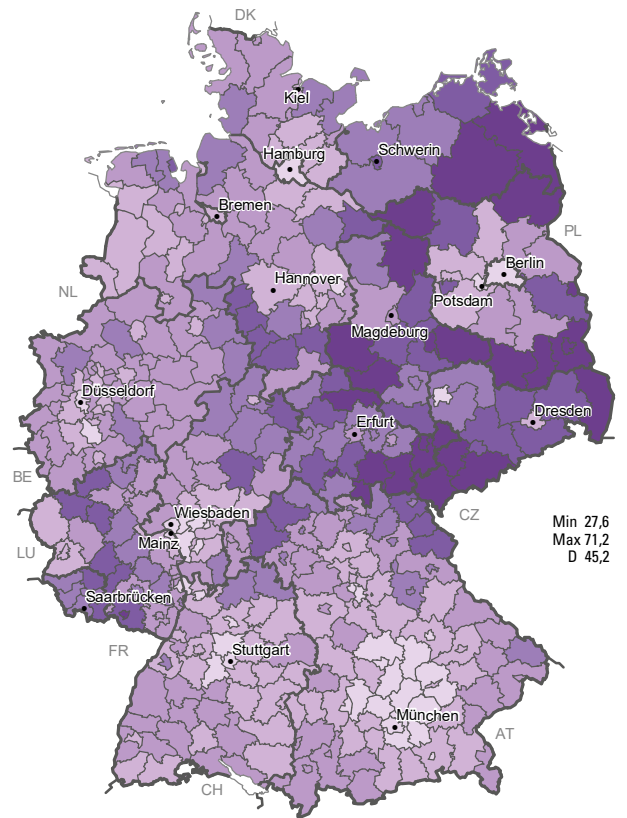 DK
Kiel
Schwerin
Hamburg
Bremen
PL
Berlin
NL
Hannover
Potsdam
Magdeburg
Düsseldorf
Erfurt
Dresden
BE
Wiesbaden
CZ
Mainz
Min 27,6
Max 71,2
D 45,2
LU
Saarbrücken
FR
Stuttgart
München
AT
CH